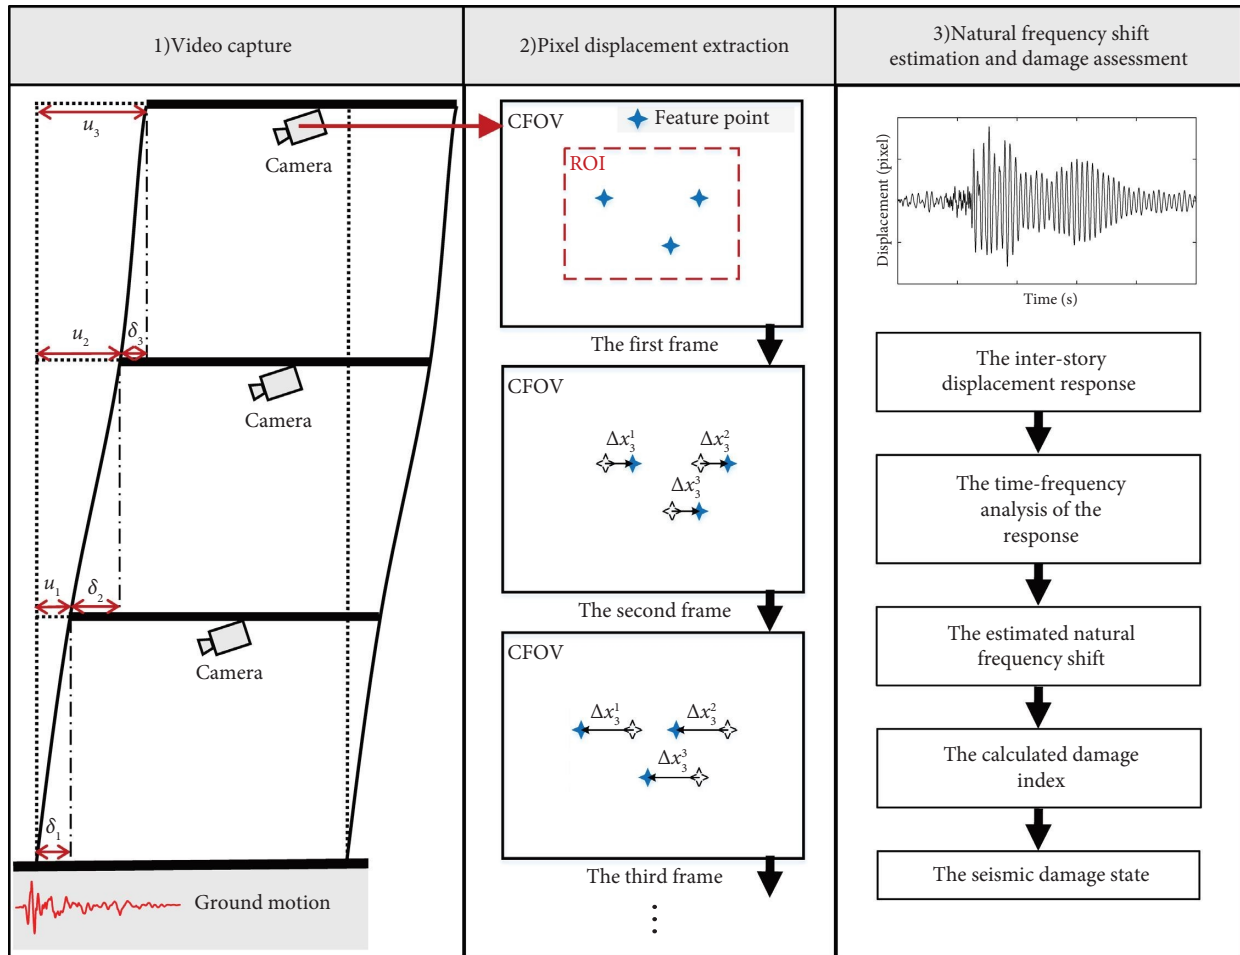 1)Video capture
u₃
Camera
u₂
δ₃
Camera
u₁
δ₂
Camera
δ₁
Ground motion
2)Pixel displacement extraction
CFOV
Feature point
ROI
The first frame
CFOV
Δx₃¹
Δx₃²
Δx₃³
The second frame
CFOV
Δx₃¹
Δx₃²
Δx₃³
The third frame
⋮
3)Natural frequency shift
estimation and damage assessment
Displacement (pixel)
Time (s)
The inter-story
displacement response
The time-frequency
analysis of the
response
The estimated natural
frequency shift
The calculated damage
index
The seismic damage state